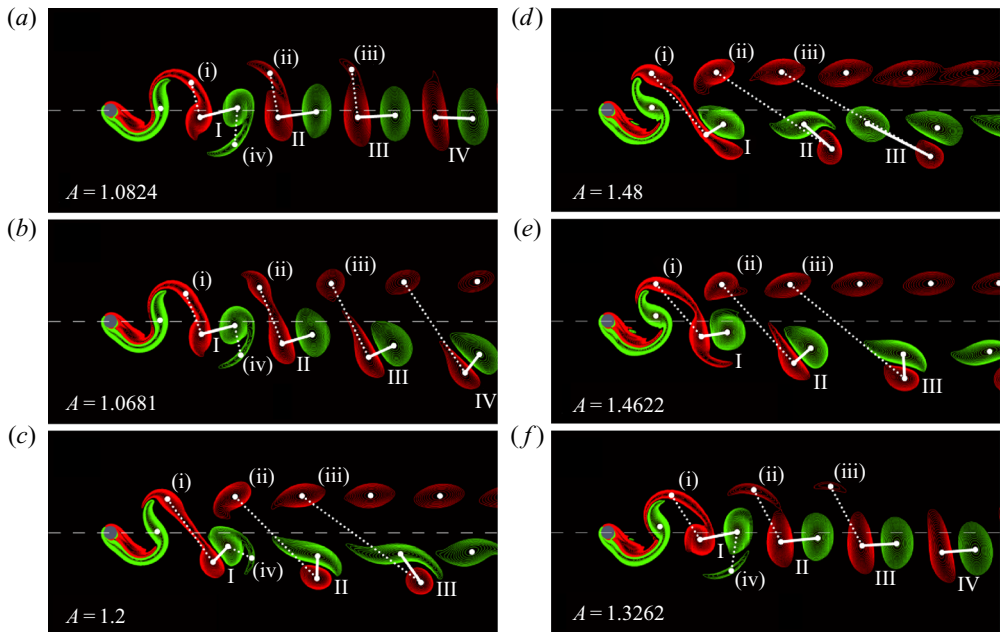 (a)
(i)
(ii)
(iii)
I
II
III
IV
(iv)
A = 1.0824
(b)
(i)
(ii)
(iii)
I
(iv)
II
III
IV
A = 1.0681
(c)
(i)
(ii)
(iii)
I
(iv)
II
III
A = 1.2
(d)
(i)
(ii)
(iii)
I
II
III
A = 1.48
(e)
(i)
(ii)
(iii)
I
II
III
A = 1.4622
(f)
(i)
(ii)
(iii)
I
II
III
IV
(iv)
A = 1.3262